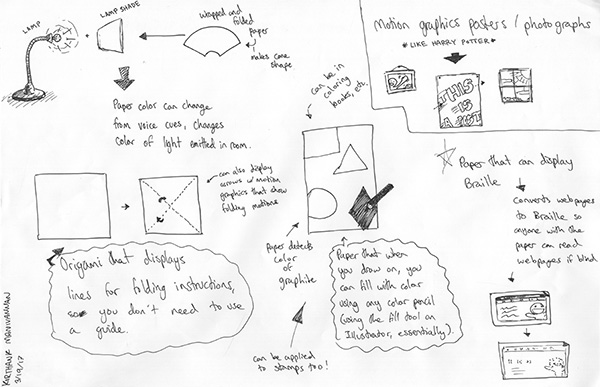 LAMP
LAMP SHADE
Wrapped and
folded
paper
makes cone
shape
Paper color can change
from voice cues, changes
color of light emitted in room.
Motion graphics posters / photographs
*LIKE HARRY POTTER*
THIS
IS
can be in
coloring
books, etc.
Paper that can display
Braille
Converts webpages
to Braille so
anyone with the
paper can read
webpages if blind
can also display
arrows w/ motion
graphics that show
folding motions
Origami that displays
lines for folding instructions,
so you don't need to use
a guide.
Paper detects
color of
graphite
Paper that when
you draw on, you
can fill with color
using any color pencil
(using the fill tool on
Illustrator, essentially).
can be applied
to stamps too!
3/19/17